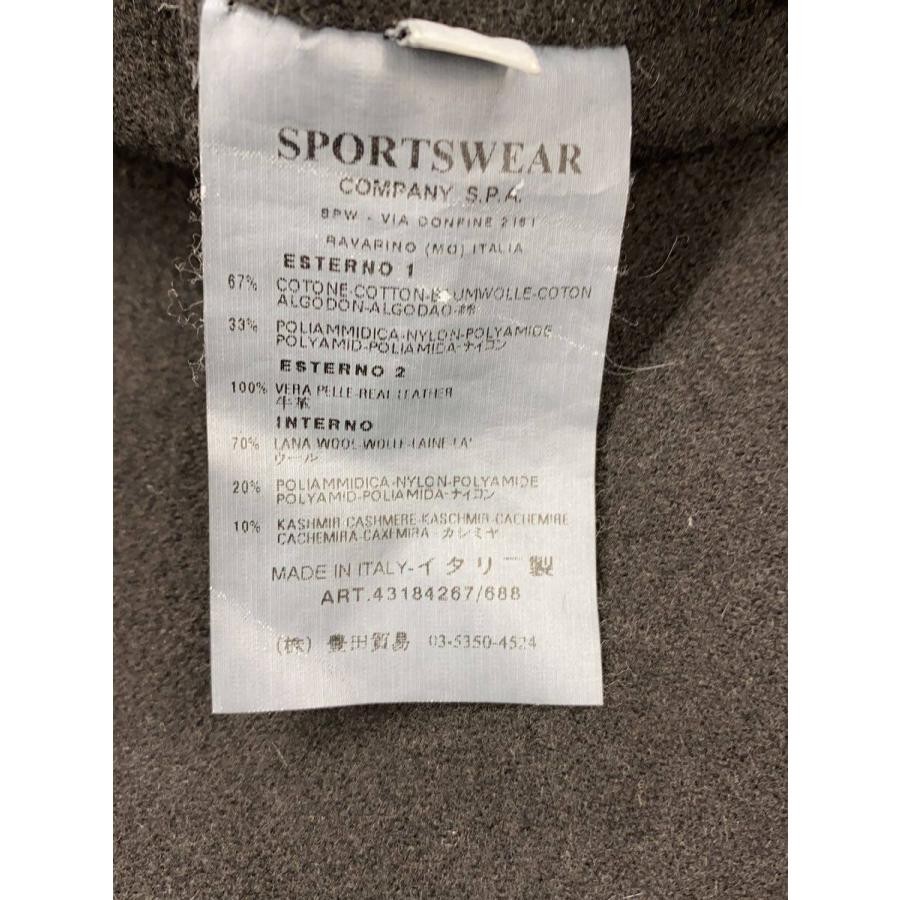 SPORTSWEAR
COMPANY S.P.A.
SPW - VIA CONFINE 2161
RAVARINO (MO) ITALIA
ESTERNO 1
67% COTONE-COTTON-BAUMWOLLE-COTON
ALGODON-ALGODAO-綿
33% POLIAMMIDICA-NYLON-POLYAMIDE
POLYAMID-POLIAMIDA-ナイロン
ESTERNO 2
100% VERA PELLE-REAL LEATHER
牛革
INTERNO
70% LANA WOOL-WOLLE-LAINE-LA'
ウール
20% POLIAMMIDICA-NYLON-POLYAMIDE
POLYAMID-POLIAMIDA-ナイロン
10% KASHMIR-CASHMERE-KASCHMIR-CACHEMIRE
CACHEMIRA-CAXEMIRA-カシミヤ
MADE IN ITALY-イタリー製
ART.43184267/688
(株) 豊田貿易 03-5350-4524